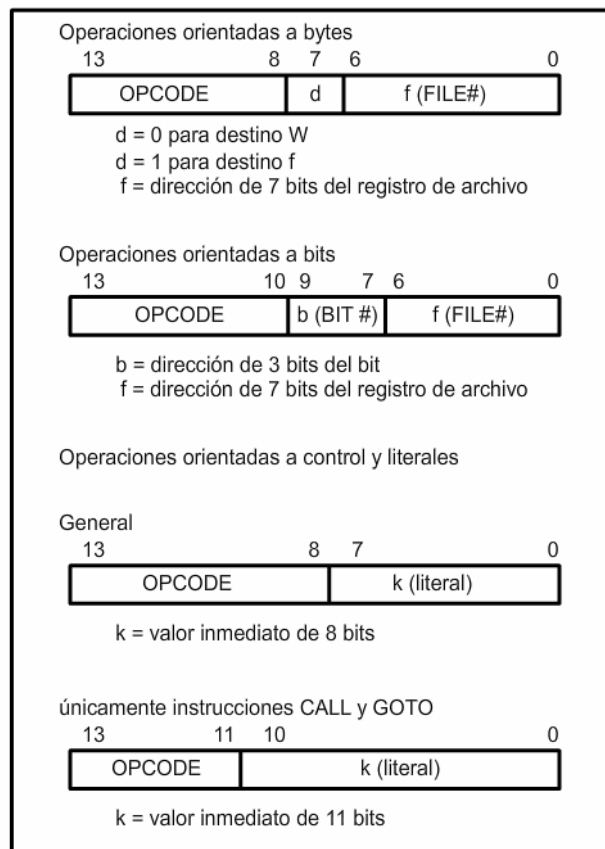 Operaciones orientadas a bytes
13 8 7 6 0
OPCODE d f (FILE#)
d = 0 para destino W
d = 1 para destino f
f = dirección de 7 bits del registro de archivo
Operaciones orientadas a bits
13 10 9 7 6 0
OPCODE b (BIT #) f (FILE#)
b = dirección de 3 bits del bit
f = dirección de 7 bits del registro de archivo
Operaciones orientadas a control y literales
General
13 8 7 0
OPCODE k (literal)
k = valor inmediato de 8 bits
únicamente instrucciones CALL y GOTO
13 11 10 0
OPCODE k (literal)
k = valor inmediato de 11 bits